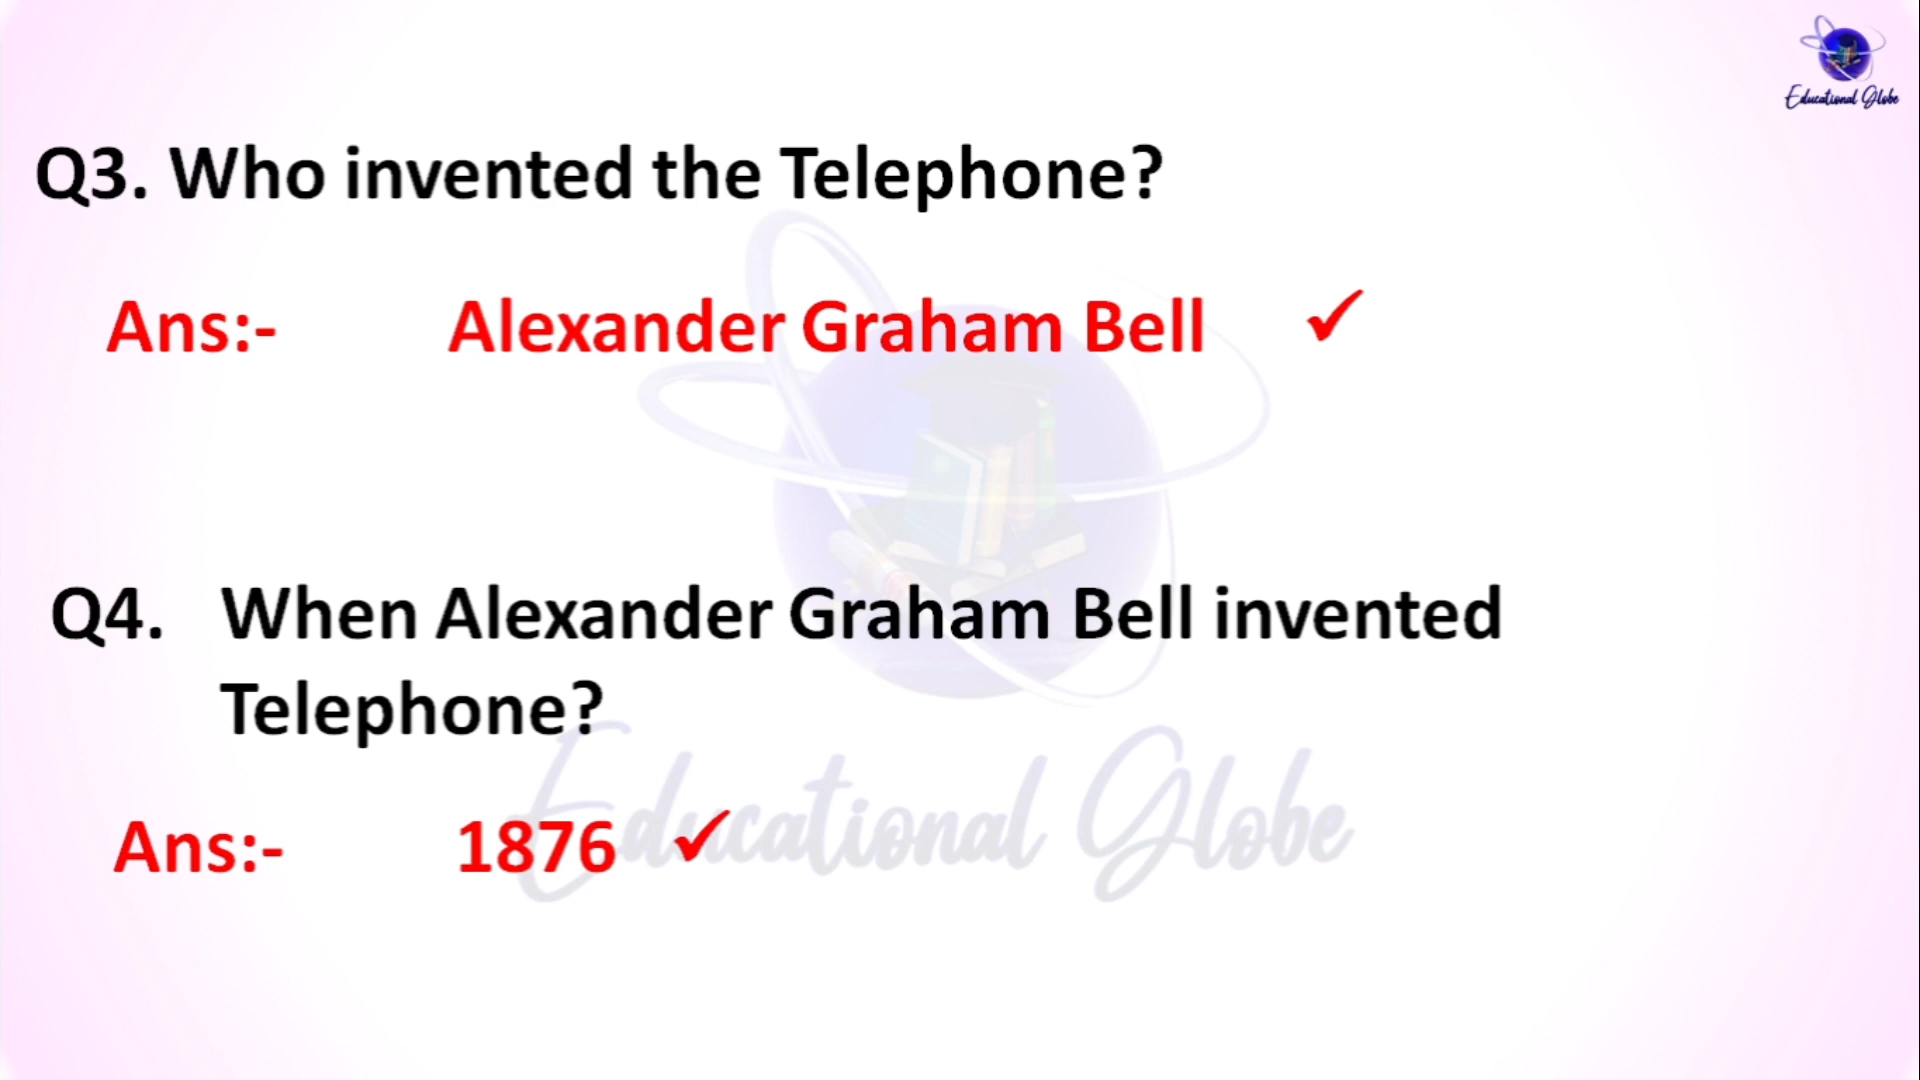 Educational Globe
Q3. Who invented the Telephone?
Ans:- Alexander Graham Bell ✓
Q4. When Alexander Graham Bell invented
Telephone?
Ans:- 1876 ✓
Educational Globe